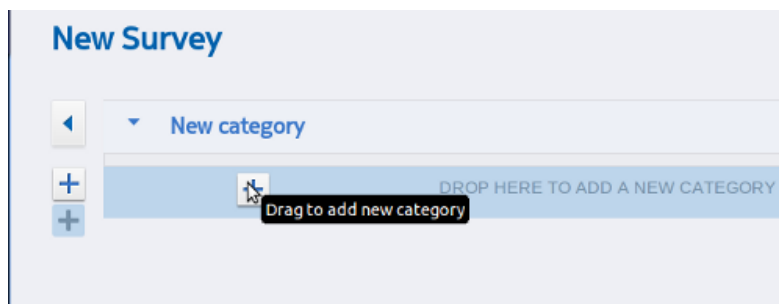 New Survey
New category
DROP HERE TO ADD A NEW CATEGORY
Drag to add new category